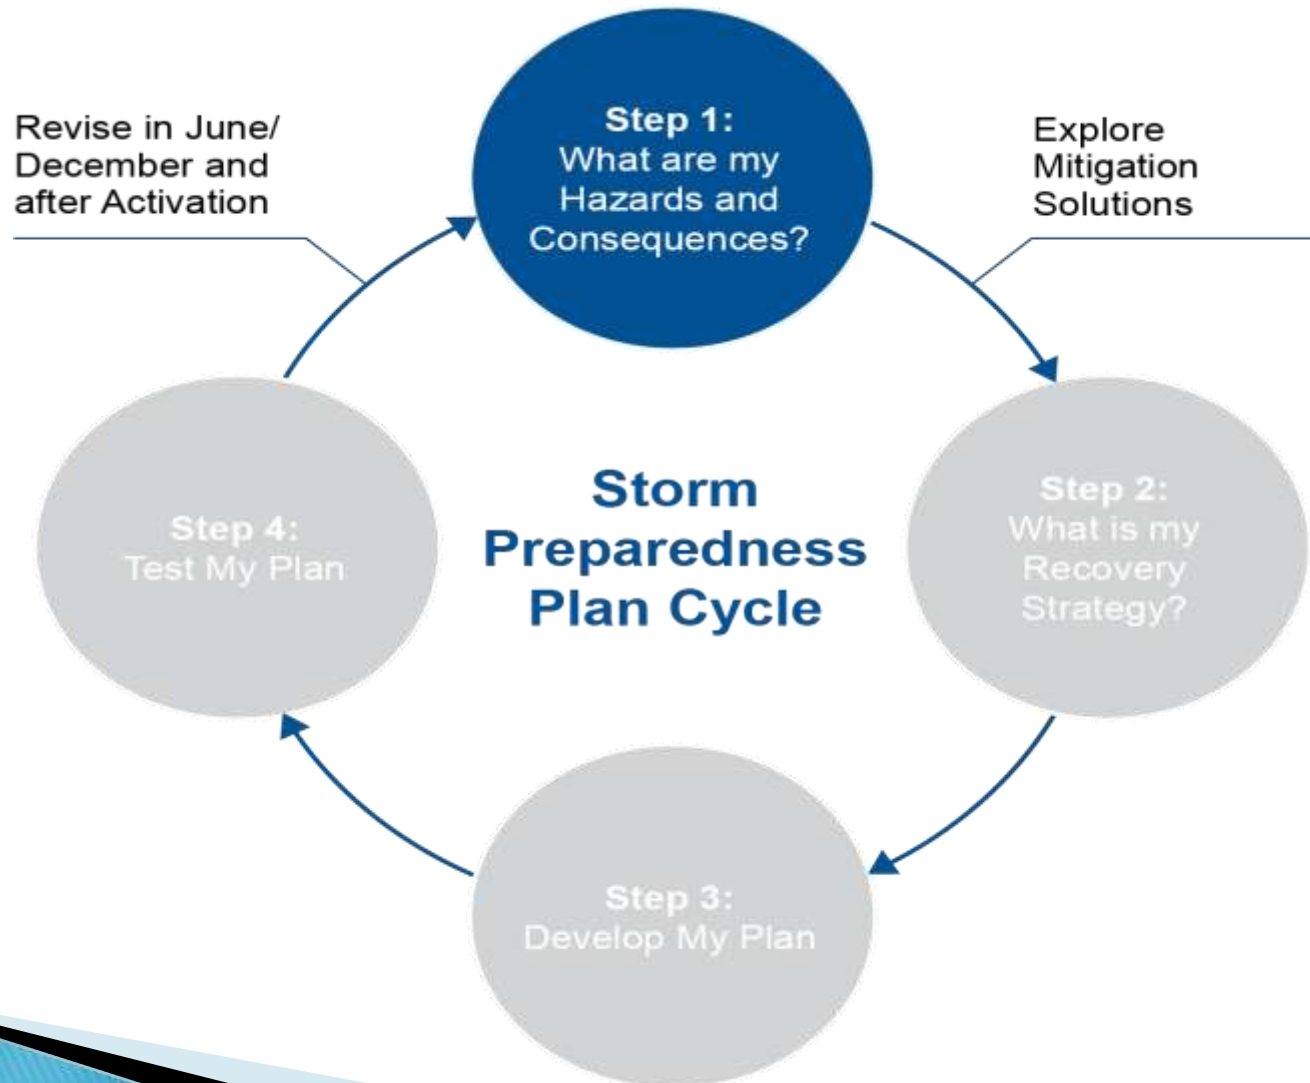 Revise in June/
December and
after Activation
Step 1:
What are my
Hazards and
Consequences?
Explore
Mitigation
Solutions
Step 4:
Test My Plan
Storm
Preparedness
Plan Cycle
Step 2:
What is my
Recovery
Strategy?
Step 3:
Develop My Plan